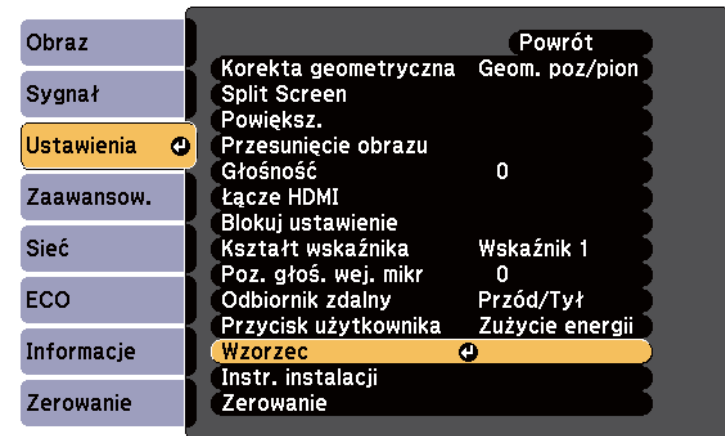 Obraz
Sygnał
Ustawienia
Zaawansow.
Sieć
ECO
Informacje
Zerowanie
Powrót
Korekta geometryczna Geom. poz/pion
Split Screen
Powiększ.
Przesunięcie obrazu
Głośność 0
Łącze HDMI
Blokuj ustawienie
Kształt wskaźnika Wskaźnik 1
Poz. głoś. wej. mikr 0
Odbiornik zdalny Przód/Tył
Przycisk użytkownika Zużycie energii
Wzorzec
Instr. instalacji
Zerowanie